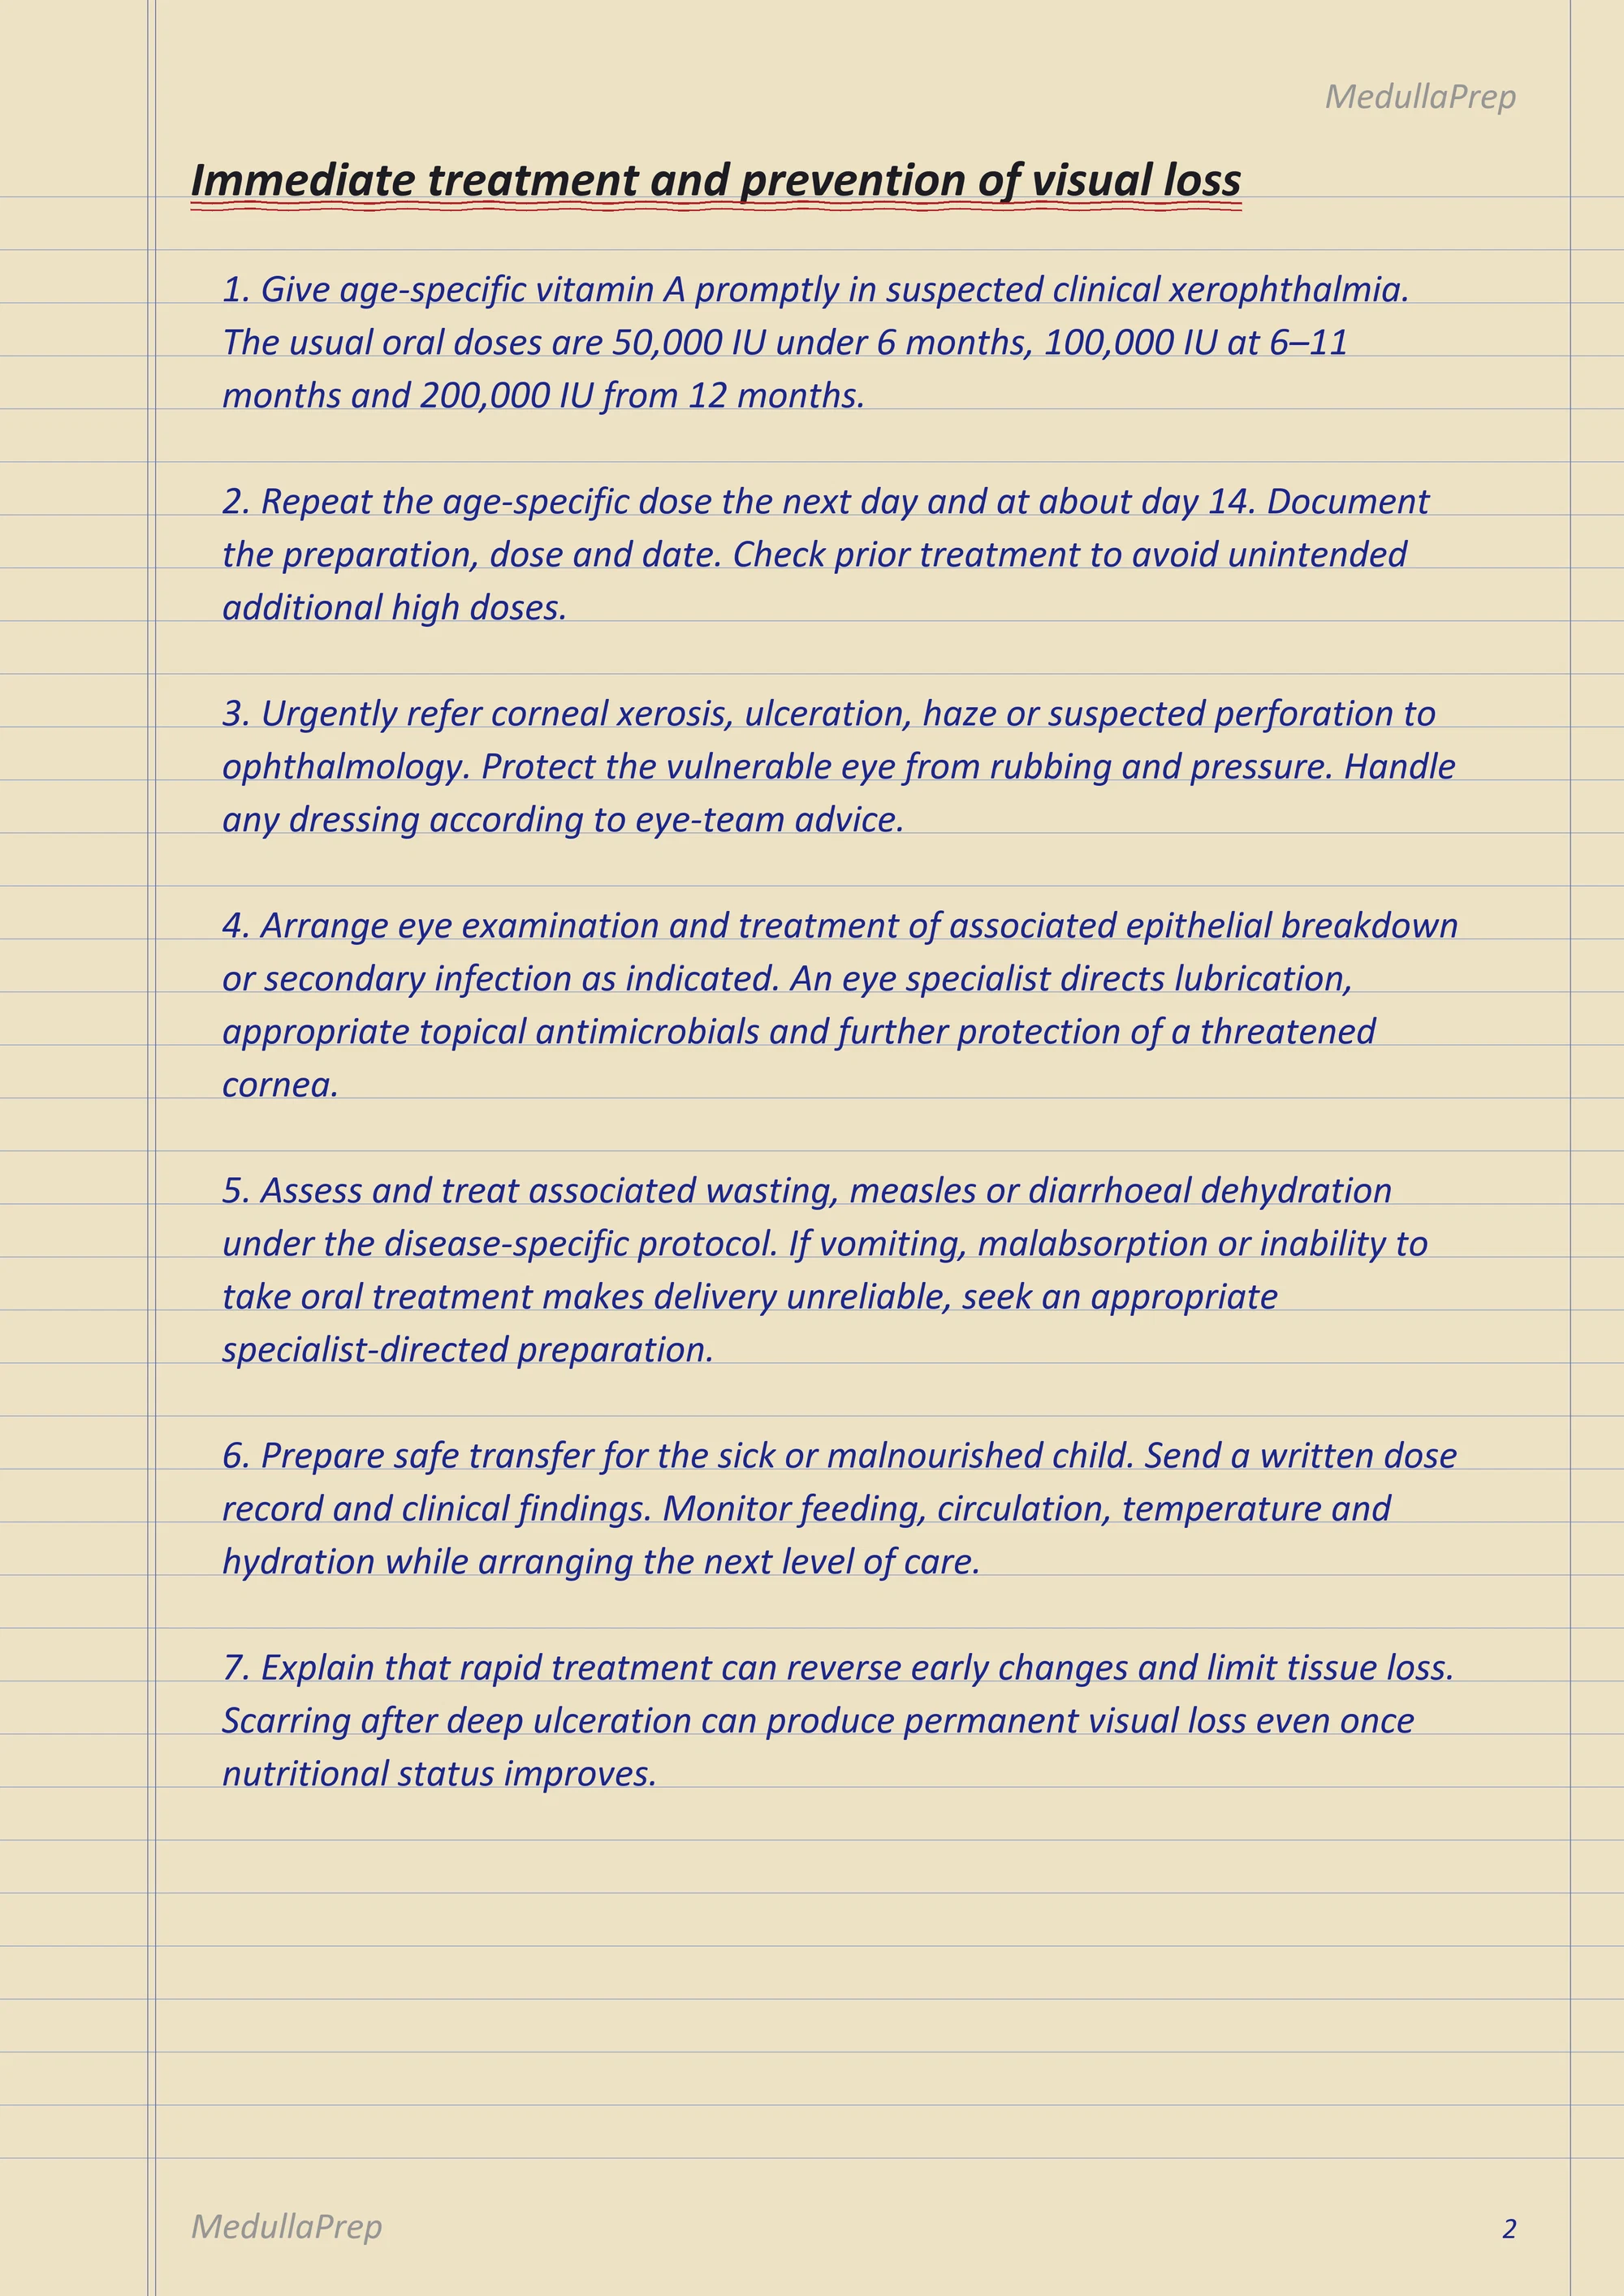 MedullaPrep
Immediate treatment and prevention of visual loss
1. Give age-specific vitamin A promptly in suspected clinical xerophthalmia.
The usual oral doses are 50,000 IU under 6 months, 100,000 IU at 6–11
months and 200,000 IU from 12 months.
2. Repeat the age-specific dose the next day and at about day 14. Document
the preparation, dose and date. Check prior treatment to avoid unintended
additional high doses.
3. Urgently refer corneal xerosis, ulceration, haze or suspected perforation to
ophthalmology. Protect the vulnerable eye from rubbing and pressure. Handle
any dressing according to eye-team advice.
4. Arrange eye examination and treatment of associated epithelial breakdown
or secondary infection as indicated. An eye specialist directs lubrication,
appropriate topical antimicrobials and further protection of a threatened
cornea.
5. Assess and treat associated wasting, measles or diarrhoeal dehydration
under the disease-specific protocol. If vomiting, malabsorption or inability to
take oral treatment makes delivery unreliable, seek an appropriate
specialist-directed preparation.
6. Prepare safe transfer for the sick or malnourished child. Send a written dose
record and clinical findings. Monitor feeding, circulation, temperature and
hydration while arranging the next level of care.
7. Explain that rapid treatment can reverse early changes and limit tissue loss.
Scarring after deep ulceration can produce permanent visual loss even once
nutritional status improves.
MedullaPrep
2